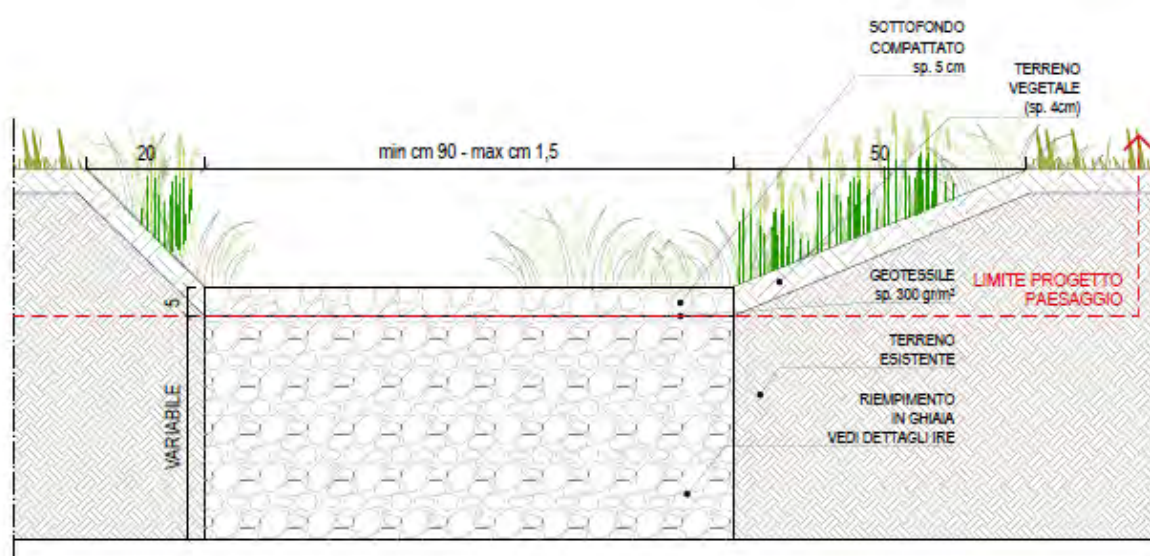 SOTTOFONDO
COMPATTATO
sp. 5 cm
TERRENO
VEGETALE
(sp. 4cm)
20
min cm 90 - max cm 1,5
50
5
GEOTESSILE
sp. 300 gr/m²
LIMITE PROGETTO
PAESAGGIO
TERRENO
ESISTENTE
VARIABILE
RIEMPIMENTO
IN GHIAIA
VEDI DETTAGLI IRE